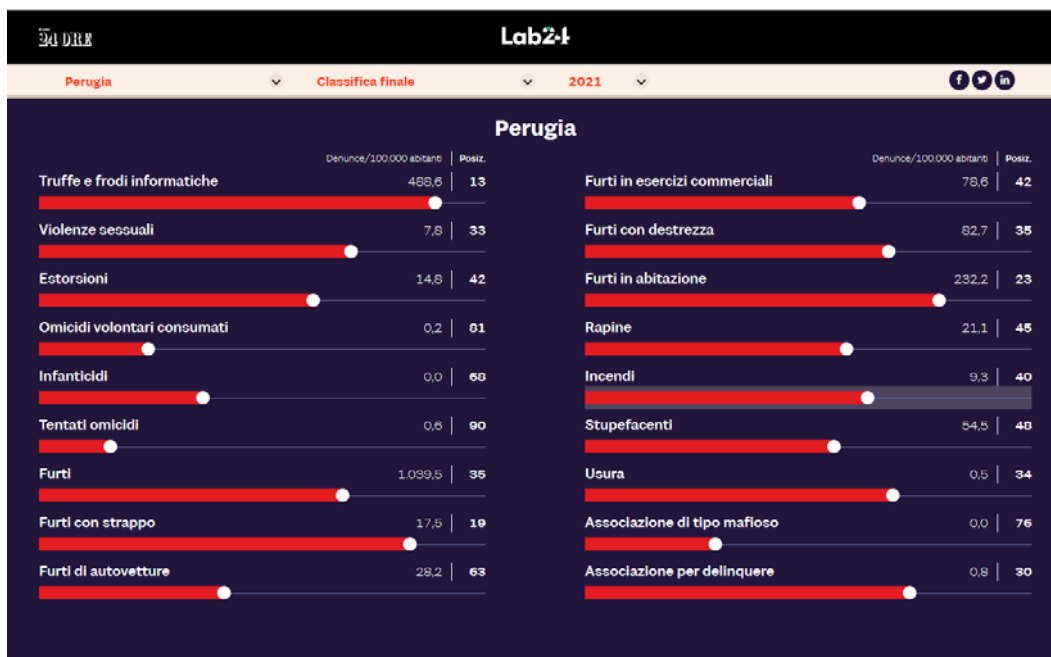 24 ORE
Lab24
Perugia Classifica finale 2021
Perugia
Denunce/100.000 abitanti Posiz.
Truffe e frodi informatiche 488,6 13
Violenze sessuali 7,8 33
Estorsioni 14,8 42
Omicidi volontari consumati 0,2 81
Infanticidi 0,0 68
Tentati omicidi 0,6 90
Furti 1.039,5 35
Furti con strappo 17,5 19
Furti di autovetture 28,2 63
Denunce/100.000 abitanti Posiz.
Furti in esercizi commerciali 78,6 42
Furti con destrezza 82,7 35
Furti in abitazione 232,2 23
Rapine 21,1 45
Incendi 9,3 40
Stupefacenti 54,5 48
Usura 0,5 34
Associazione di tipo mafioso 0,0 76
Associazione per delinquere 0,8 30